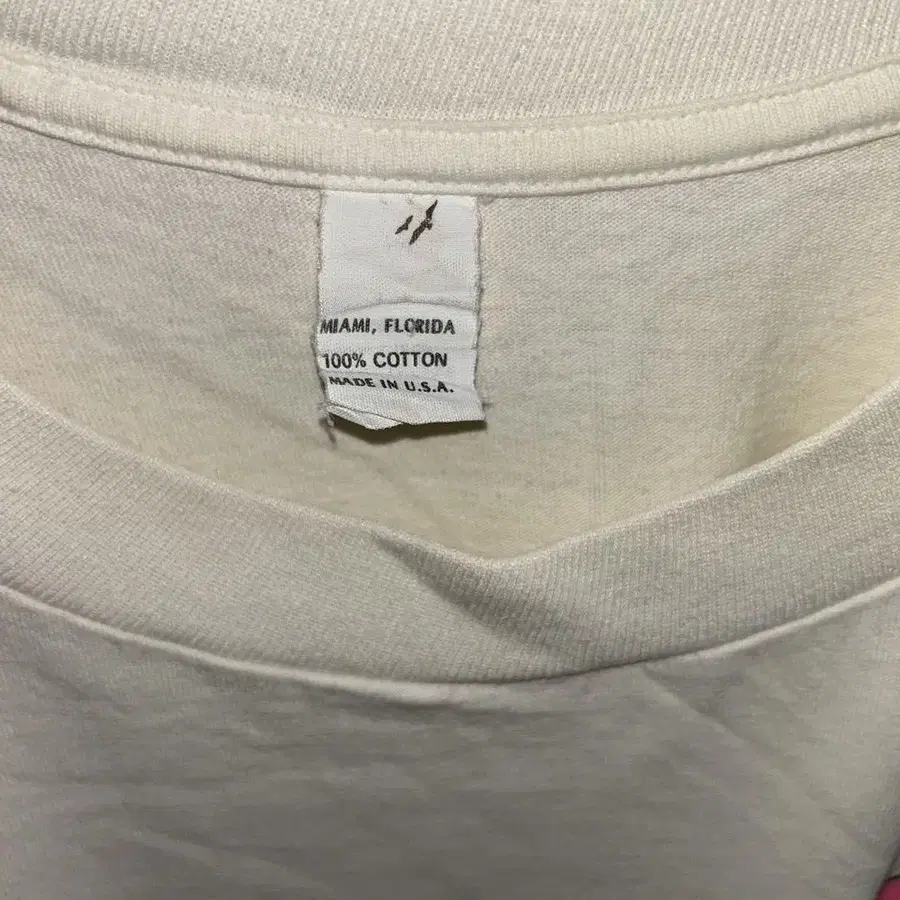 MIAMI, FLORIDA
100% COTTON
MADE IN U.S.A.